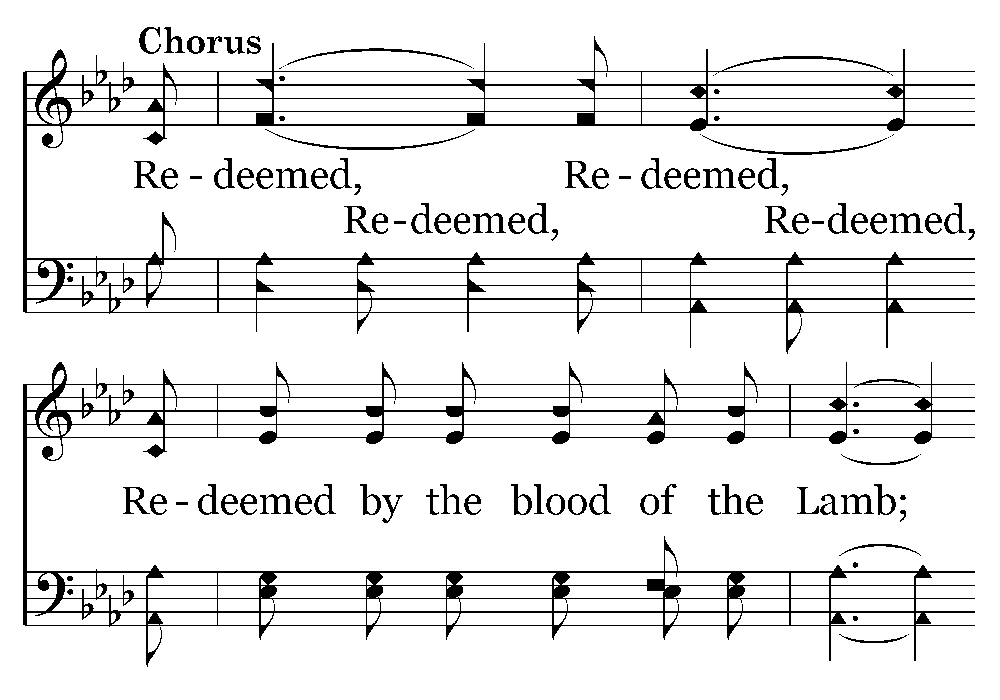 Chorus
Re - deemed, Re - deemed,
Re - deemed, Re - deemed,
Re - deemed by the blood of the Lamb;